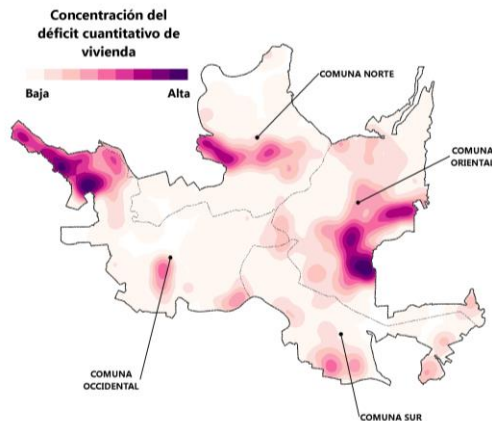 Concentración del
déficit cuantitativo de
vivienda
Baja
Alta
COMUNA NORTE
COMUNA
ORIENTAL
COMUNA
OCCIDENTAL
COMUNA SUR